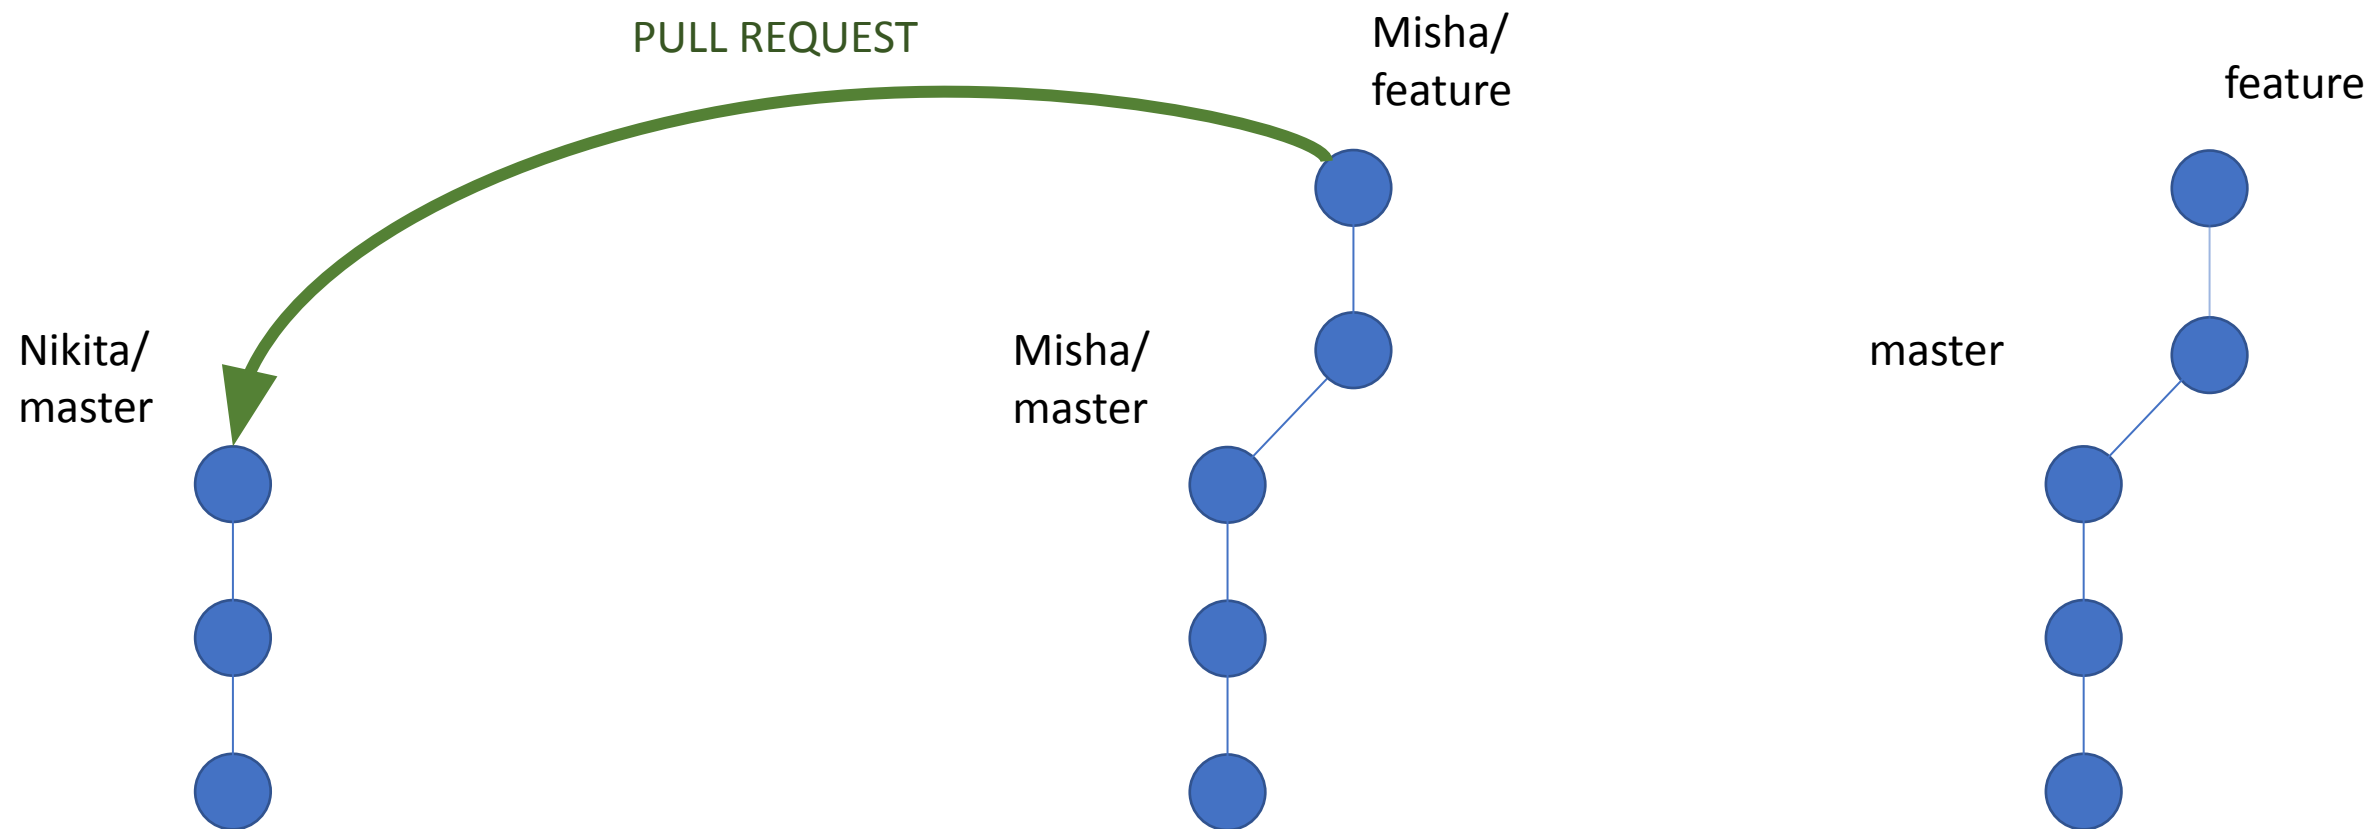 PULL REQUEST
Misha/
feature
feature
Nikita/
master
Misha/
master
master